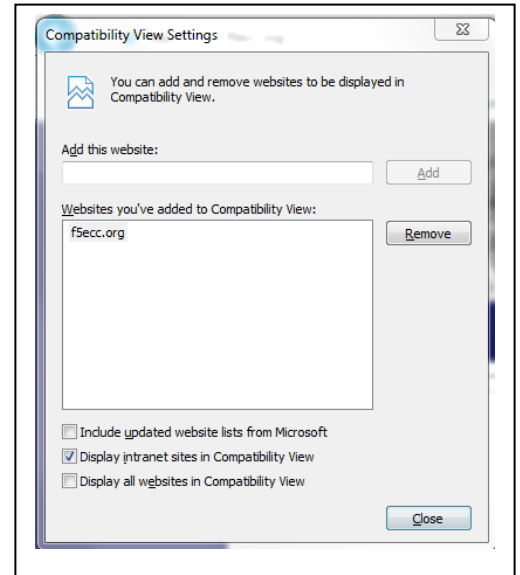 Compatibility View Settings
You can add and remove websites to be displayed in
Compatibility View.
Add this website:
Add
Websites you've added to Compatibility View:
f5ecc.org
Remove
Include updated website lists from Microsoft
Display intranet sites in Compatibility View
Display all websites in Compatibility View
Close